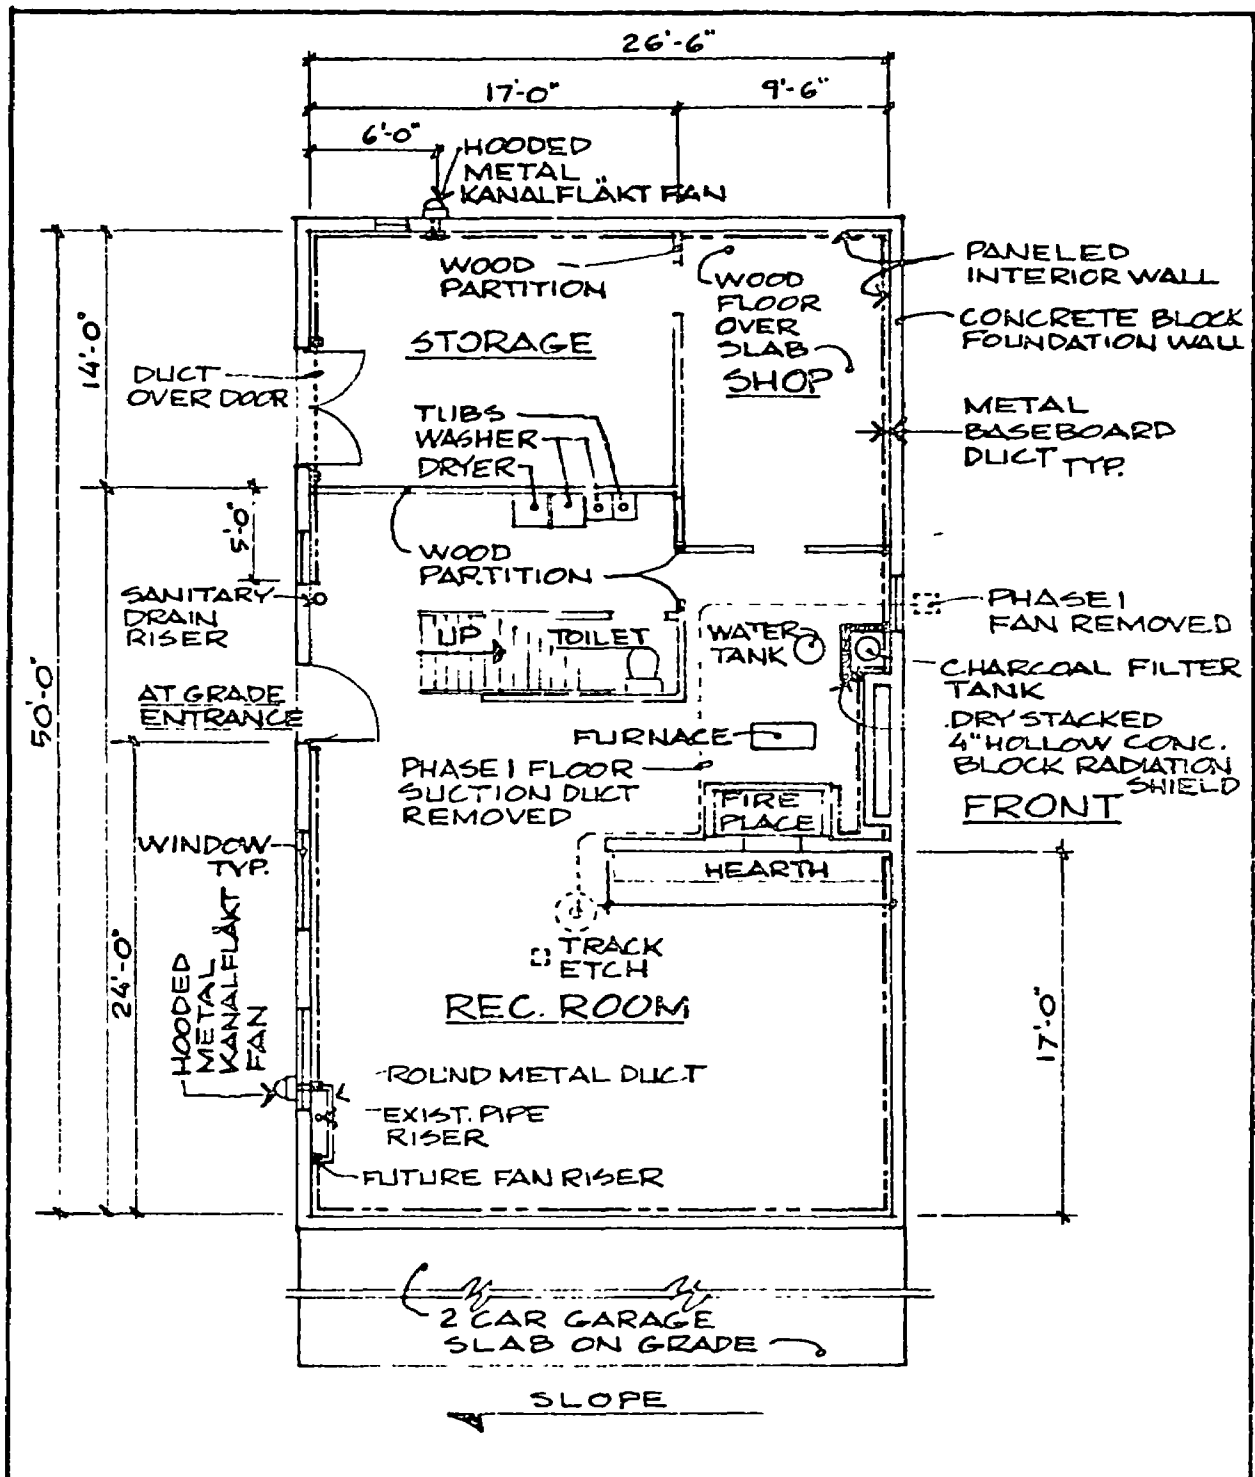 26'-6"
17'-0"
9'-6"
6'-0"
HOODED
METAL
KANALFLÄKT FAN
WOOD
PARTITION
WOOD
FLOOR
OVER
SLAB
SHOP
PANELED
INTERIOR WALL
CONCRETE BLOCK
FOUNDATION WALL
STORAGE
14'-0"
DUCT
OVER DOOR
TUBS
WASHER
DRYER
METAL
BASEBOARD
DUCT TYP.
5'-0"
WOOD
PARTITION
SANITARY
DRAIN
RISER
UP
TOILET
WATER
TANK
PHASE 1
FAN REMOVED
CHARCOAL FILTER
TANK
DRY STACKED
4" HOLLOW CONC.
BLOCK RADIATION
SHIELD
FRONT
AT GRADE
ENTRANCE
50'-0"
FURNACE
PHASE 1 FLOOR
SUCTION DUCT
REMOVED
FIRE
PLACE
HEARTH
WINDOW
TYP.
24'-0"
HOODED
METAL
KANALFLÄKT
FAN
TRACK
ETCH
REC. ROOM
17'-0"
ROUND METAL DUCT
EXIST. PIPE
RISER
FUTURE FAN RISER
2 CAR GARAGE
SLAB ON GRADE
SLOPE